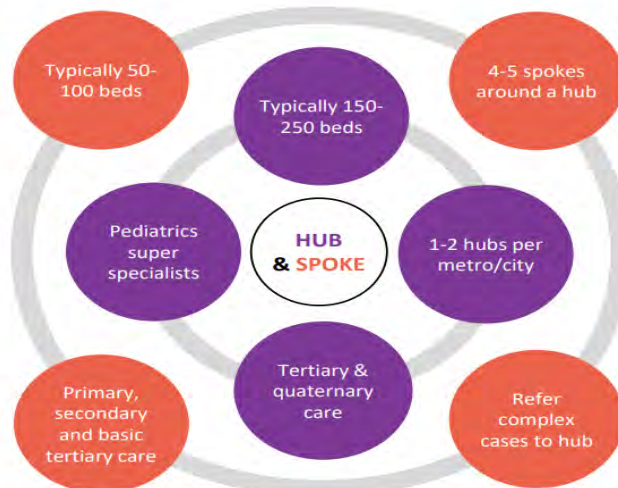 Typically 50-
100 beds
4-5 spokes
around a hub
Typically 150-
250 beds
Pediatrics
super
specialists
HUB
& SPOKE
1-2 hubs per
metro/city
Tertiary &
quaternary
care
Primary,
secondary
and basic
tertiary care
Refer
complex
cases to hub